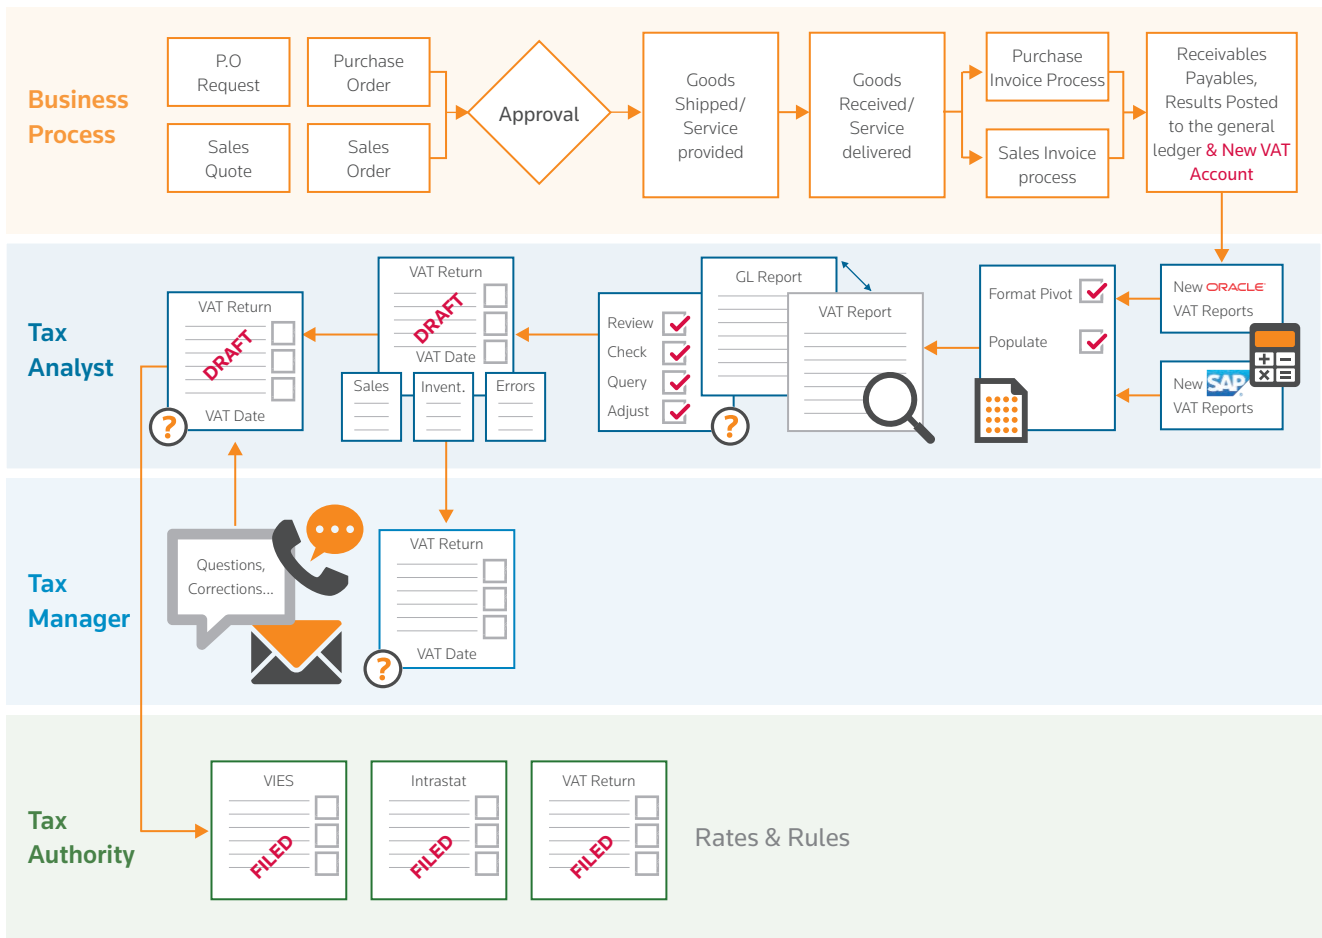 Business
Process
P.O
Request
Purchase
Order
Sales
Quote
Sales
Order
Approval
Goods
Shipped/
Service
provided
Goods
Received/
Service
delivered
Purchase
Invoice Process
Sales Invoice
process
Receivables
Payables,
Results Posted
to the general
ledger & New VAT
Account
Tax
Analyst
VAT Return
DRAFT
VAT Date
?
VAT Return
DRAFT
VAT Date
Sales
Invent.
Errors
Review
Check
Query
Adjust
?
GL Report
VAT Report
Format Pivot
Populate
New ORACLE
VAT Reports
New SAP
VAT Reports
Tax
Manager
Questions,
Corrections...
VAT Return
VAT Date
?
Tax
Authority
VIES
FILED
Intrastat
FILED
VAT Return
FILED
Rates & Rules